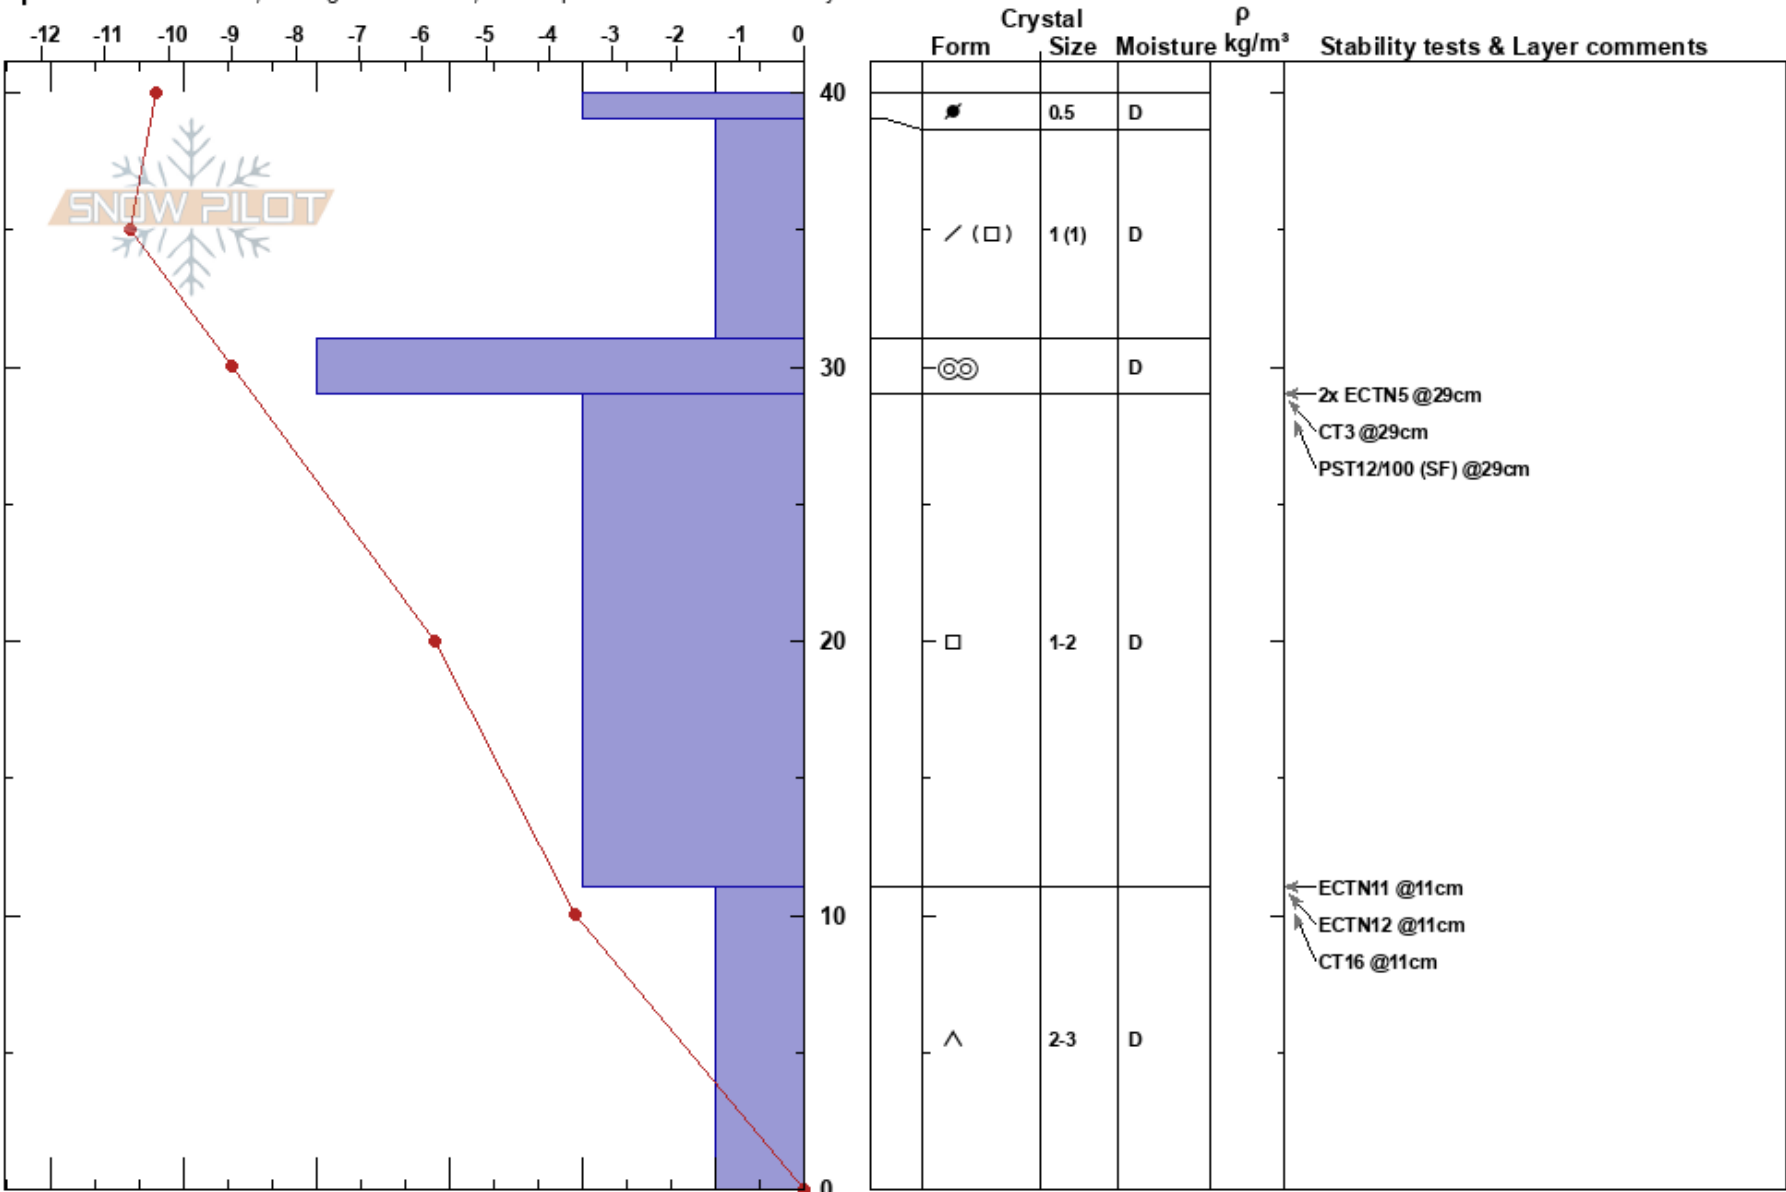 Crystal ρ
-12 -11 -10 -9 -8 -7 -6 -5 -4 -3 -2 -1 0 Form Size Moisture kg/m³ Stability tests & Layer comments
40
0.5 D
SNOW PILOT
/ (□) 1 (1) D
30 D
2x ECTN5 @29cm
CT3 @29cm
PST12/100 (SF) @29cm
20 □ 1-2 D
ECTN11 @11cm
10
ECTN12 @11cm
CT16 @11cm
∧ 2-3 D
0